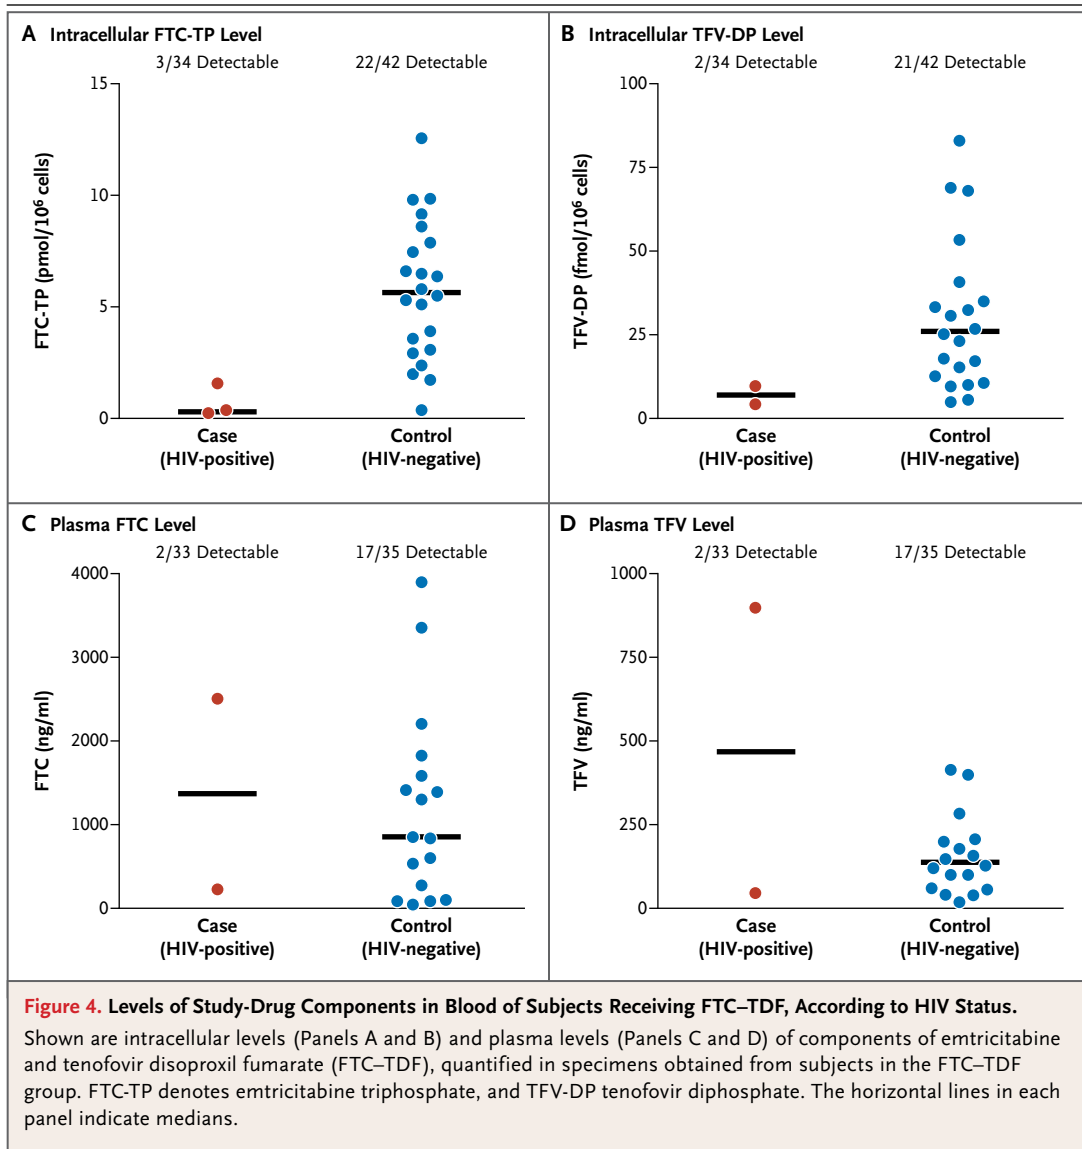 A Intracellular FTC-TP Level
3/34 Detectable 22/42 Detectable
15
10
5
0
FTC-TP (pmol/10⁶ cells)
Case
(HIV-positive)
Control
(HIV-negative)
B Intracellular TFV-DP Level
2/34 Detectable 21/42 Detectable
100
75
50
25
0
TFV-DP (fmol/10⁶ cells)
Case
(HIV-positive)
Control
(HIV-negative)
C Plasma FTC Level
2/33 Detectable 17/35 Detectable
4000
3000
2000
1000
0
FTC (ng/ml)
Case
(HIV-positive)
Control
(HIV-negative)
D Plasma TFV Level
2/33 Detectable 17/35 Detectable
1000
750
500
250
0
TFV (ng/ml)
Case
(HIV-positive)
Control
(HIV-negative)
Figure 4. Levels of Study-Drug Components in Blood of Subjects Receiving FTC–TDF, According to HIV Status.
Shown are intracellular levels (Panels A and B) and plasma levels (Panels C and D) of components of emtricitabine
and tenofovir disoproxil fumarate (FTC–TDF), quantified in specimens obtained from subjects in the FTC–TDF
group. FTC-TP denotes emtricitabine triphosphate, and TFV-DP tenofovir diphosphate. The horizontal lines in each
panel indicate medians.